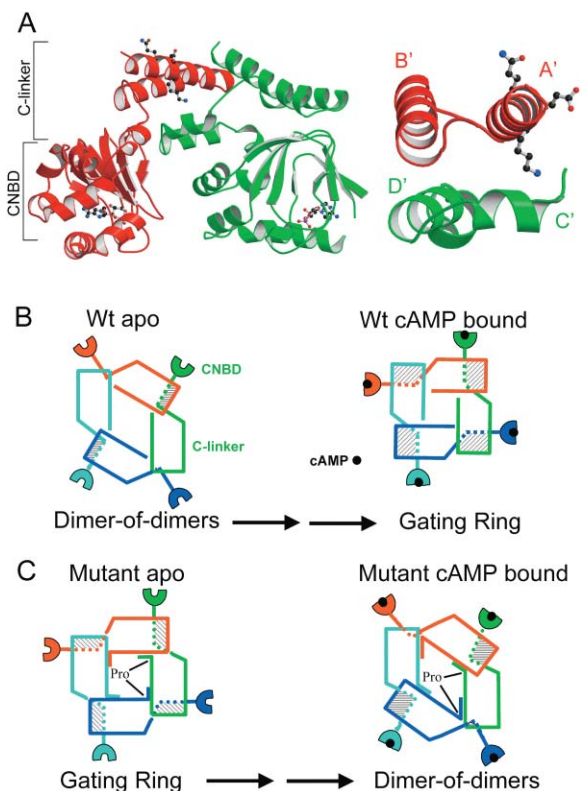 A
C-linker
CNBD
B’
A’
D’
C’
B
Wt apo
Wt cAMP bound
CNBD
C-linker
cAMP
Dimer-of-dimers
Gating Ring
C
Mutant apo
Mutant cAMP bound
Pro
Pro
Gating Ring
Dimer-of-dimers